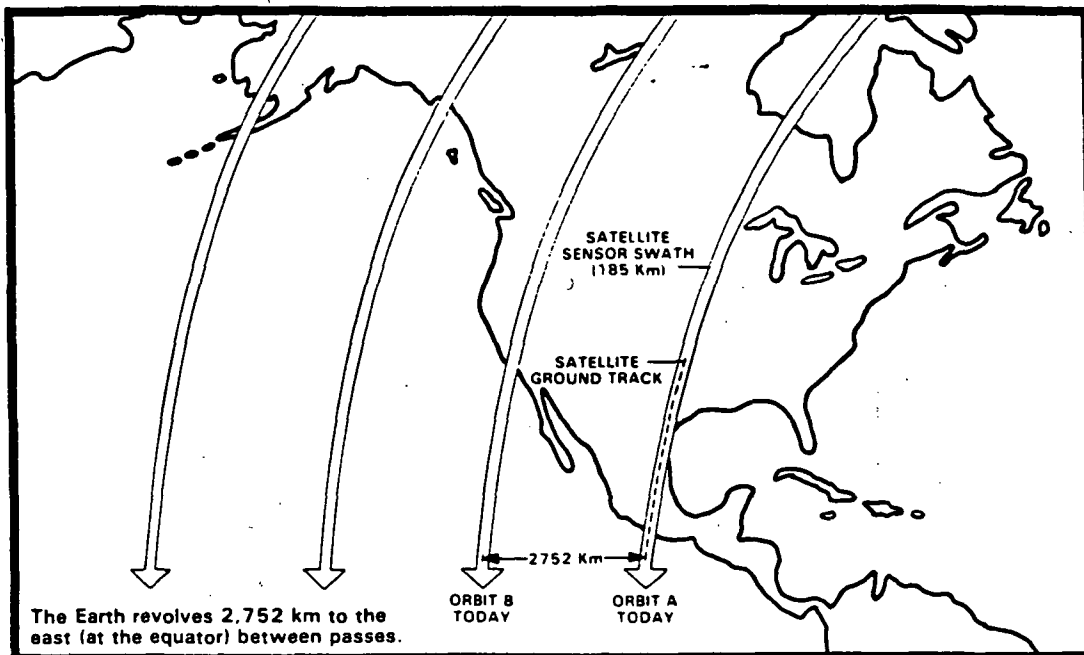 SATELLITE
SENSOR SWATH
(185 Km)
SATELLITE
GROUND TRACK
2752 Km
ORBIT B
TODAY
ORBIT A
TODAY
The Earth revolves 2,752 km to the
east (at the equator) between passes.